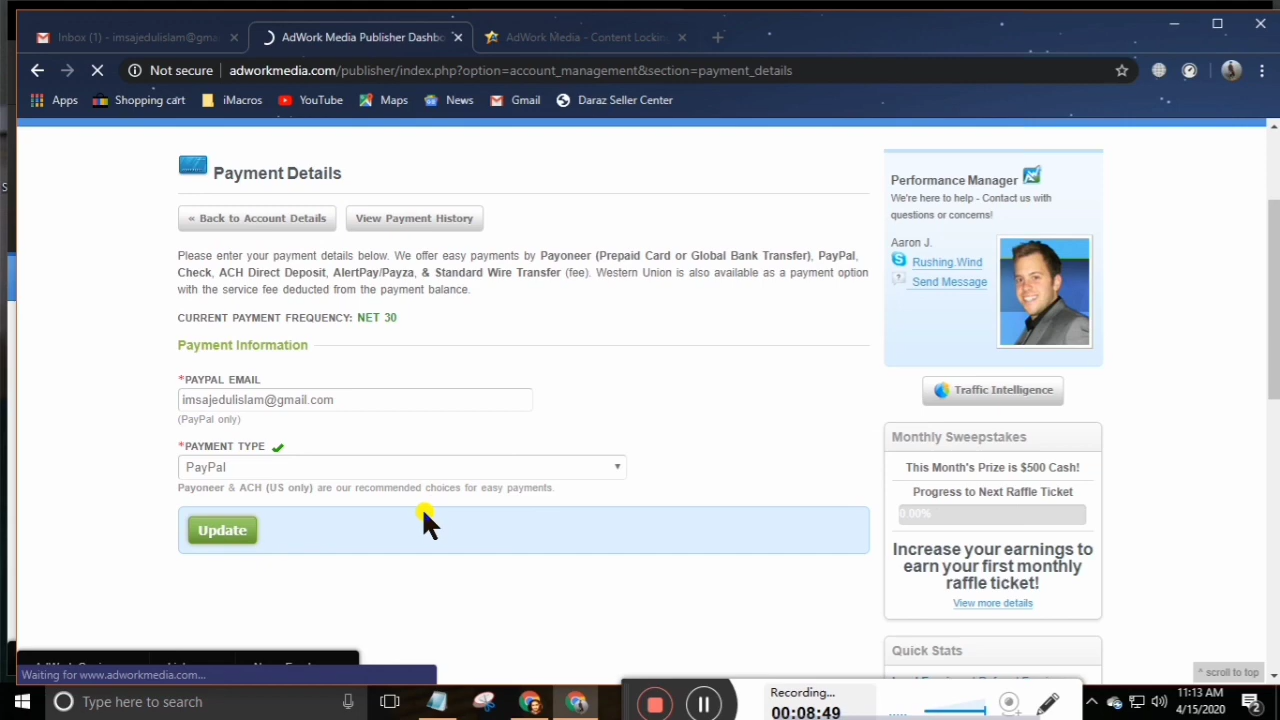 Inbox (1) - imsajedulislam@gma
AdWork Media Publisher Dashbo
AdWork Media - Content Locking
Not secure
adworkmedia.com/publisher/index.php?option=account_management&section=payment_details
Apps
Shopping cart
iMacros
YouTube
Maps
News
Gmail
Daraz Seller Center
Payment Details
« Back to Account Details
View Payment History
Please enter your payment details below. We offer easy payments by Payoneer (Prepaid Card or Global Bank Transfer), PayPal,
Check, ACH Direct Deposit, AlertPay/Payza, & Standard Wire Transfer (fee). Western Union is also available as a payment option
with the service fee deducted from the payment balance.
CURRENT PAYMENT FREQUENCY: NET 30
Payment Information
*PAYPAL EMAIL
imsajedulislam@gmail.com
(PayPal only)
*PAYMENT TYPE
PayPal
Payoneer & ACH (US only) are our recommended choices for easy payments.
Update
Performance Manager
We're here to help - Contact us with
questions or concerns!
Aaron J.
Rushing.Wind
Send Message
Traffic Intelligence
Monthly Sweepstakes
This Month's Prize is $500 Cash!
Progress to Next Raffle Ticket
0.00%
Increase your earnings to
earn your first monthly
raffle ticket!
View more details
Quick Stats
^ scroll to top
Waiting for www.adworkmedia.com...
Type here to search
Recording...
00:08:49
11:13 AM
4/15/2020
2